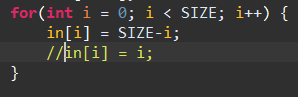 for(int i = 0; i < SIZE; i++) {
    in[i] = SIZE-i;
    //in[i] = i;
}